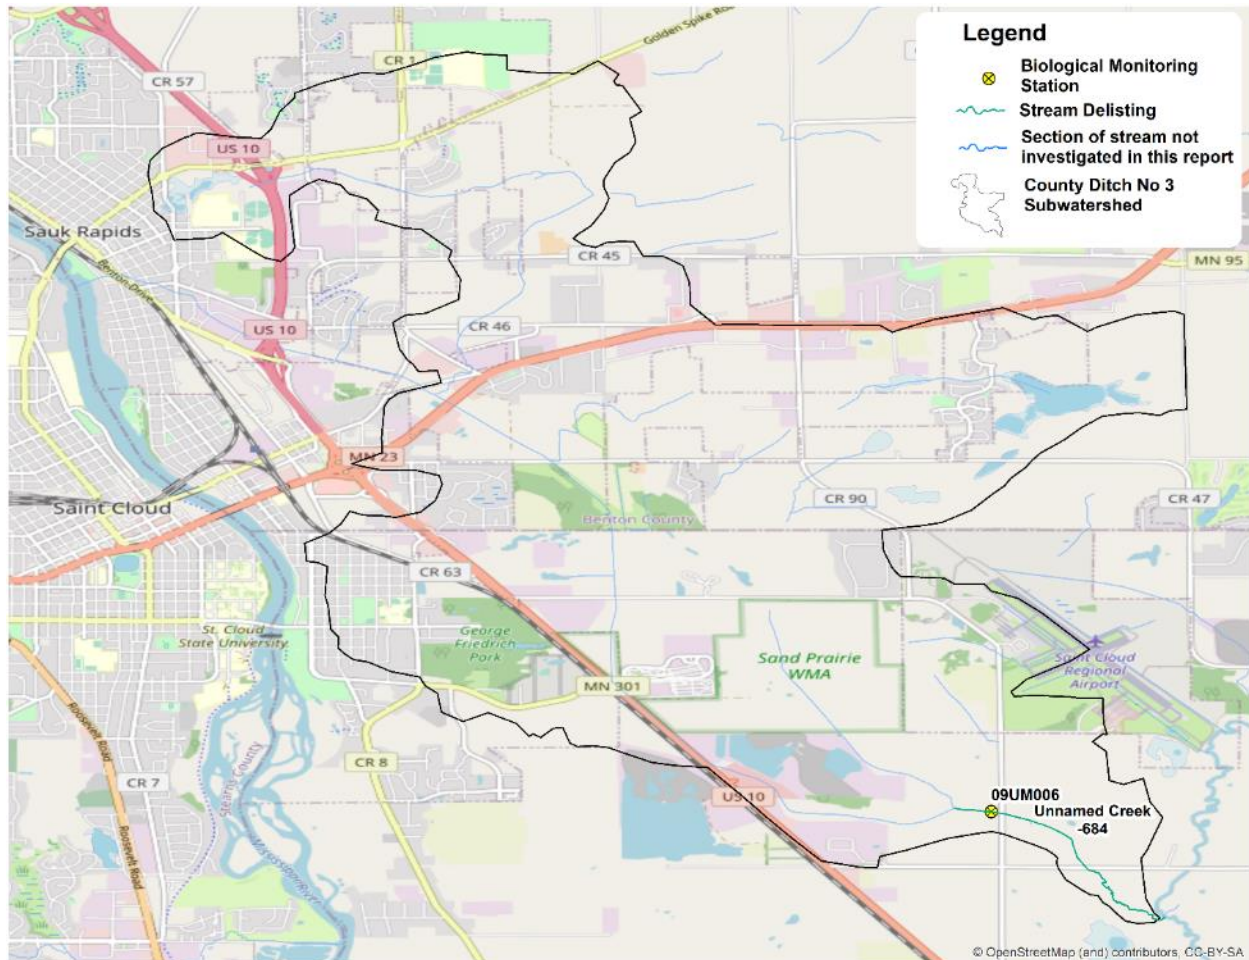 Legend
Biological Monitoring
Station
Stream Delisting
Section of stream not
investigated in this report
County Ditch No 3
Subwatershed
Golden Spike Ro
CR 1
CR 57
US 10
Sauk Rapids
Benton Drive
CR 45
MN 95
US 10
CR 46
MN 23
Saint Cloud
CR 90
CR 47
Benton County
CR 63
St. Cloud
State University
George
Friedrich
Park
Sand Prairie
WMA
Saint Cloud
Regional
Airport
MN 301
Roosevelt Road
Stearns County
CR 7
CR 8
US 10
09UM006
Unnamed Creek
-684
Roosevelt Road
Mississippi River
© OpenStreetMap (and) contributors, CC-BY-SA